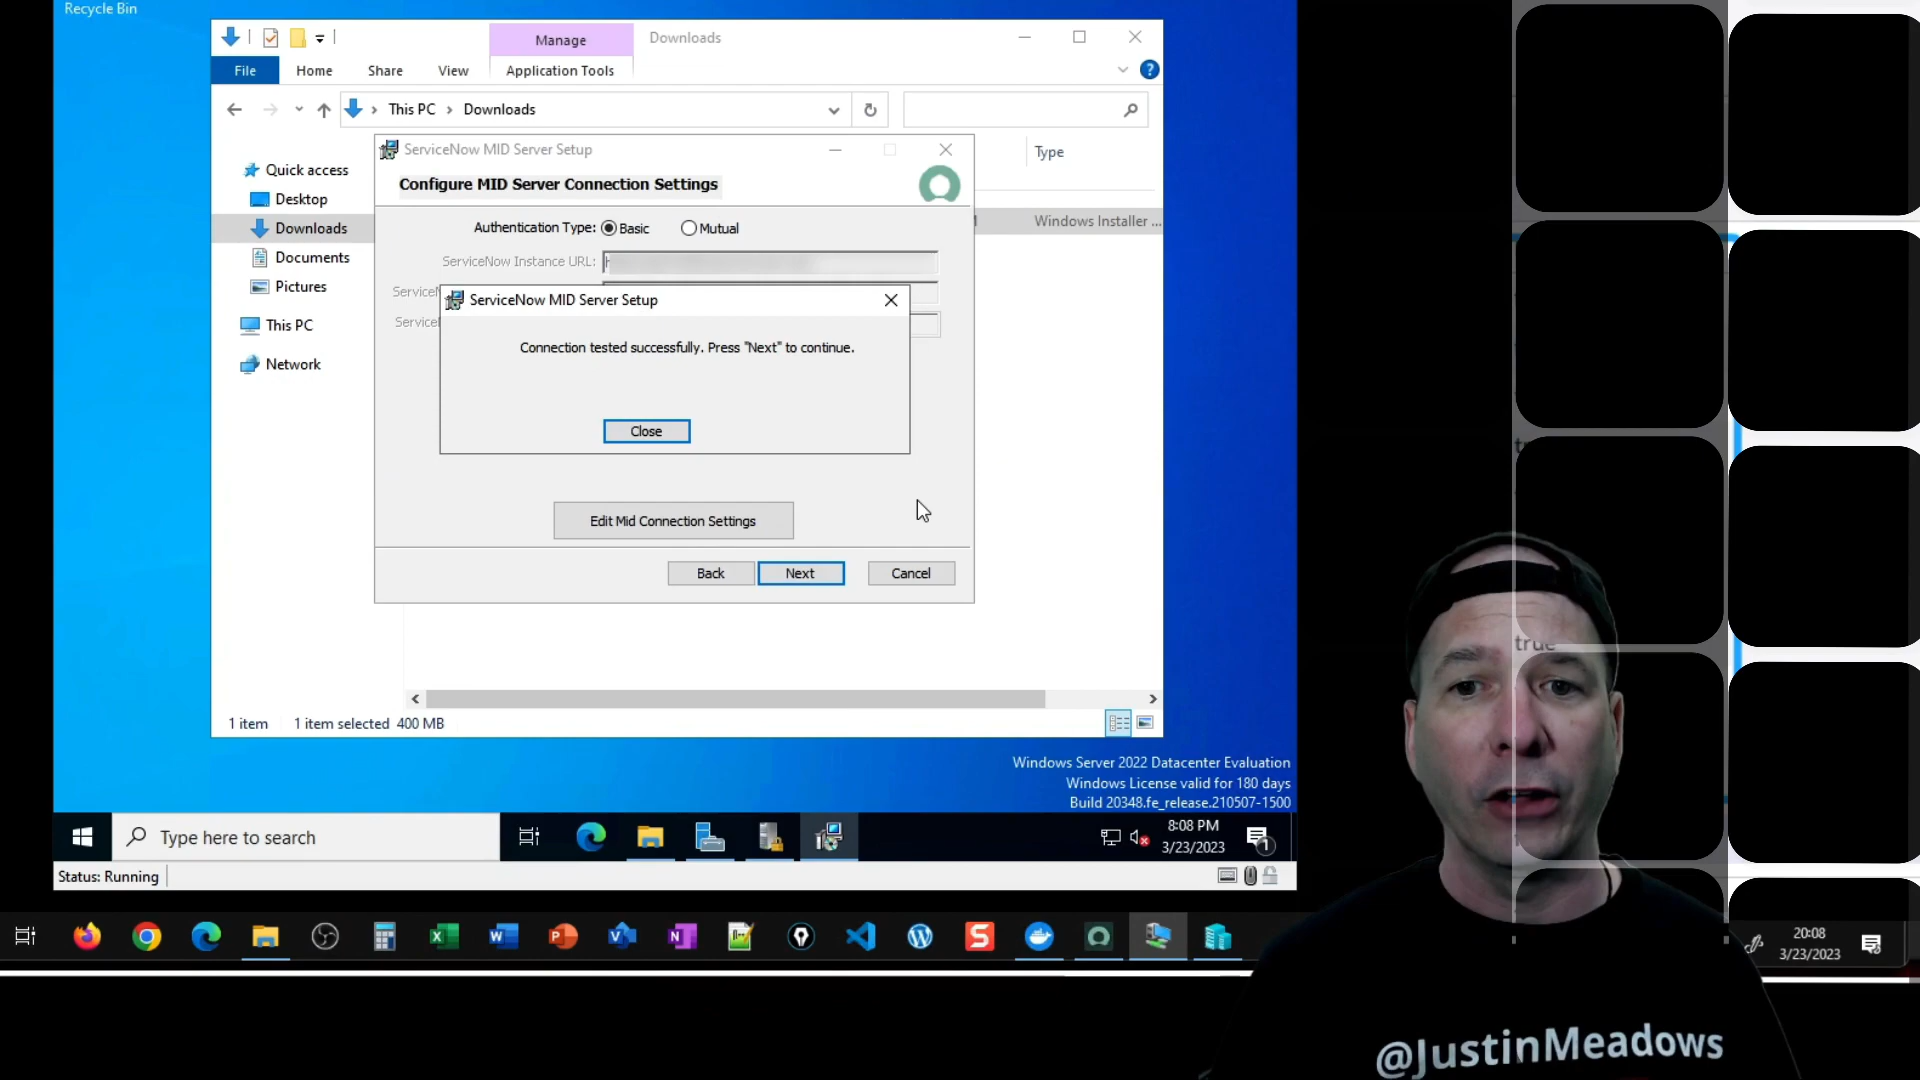 Recycle Bin
Manage
Downloads
File
Home
Share
View
Application Tools
This PC
Downloads
ServiceNow MID Server Setup
Type
Configure MID Server Connection Settings
Quick access
Desktop
Downloads
Documents
Pictures
This PC
Network
Windows Installer ...
Authentication Type:
Basic
Mutual
ServiceNow Instance URL:
ServiceNow MID Server Setup
Connection tested successfully. Press "Next" to continue.
Close
Edit Mid Connection Settings
Back
Next
Cancel
1 item
1 item selected 400 MB
true
Windows Server 2022 Datacenter Evaluation
Windows License valid for 180 days
Build 20348.fe_release.210507-1500
Type here to search
8:08 PM
3/23/2023
1
Status: Running
20:08
3/23/2023
@JustinMeadows